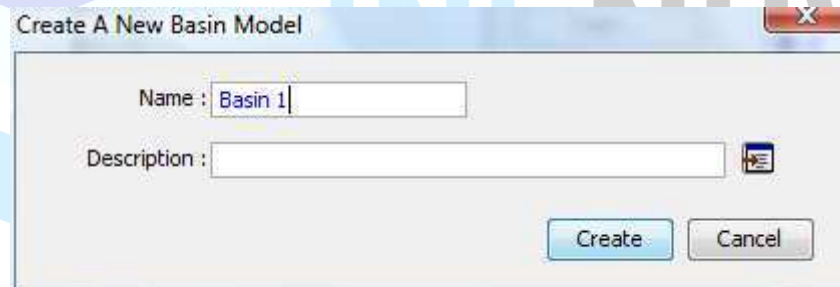 Create A New Basin Model
Name : Basin 1
Description :
Create Cancel